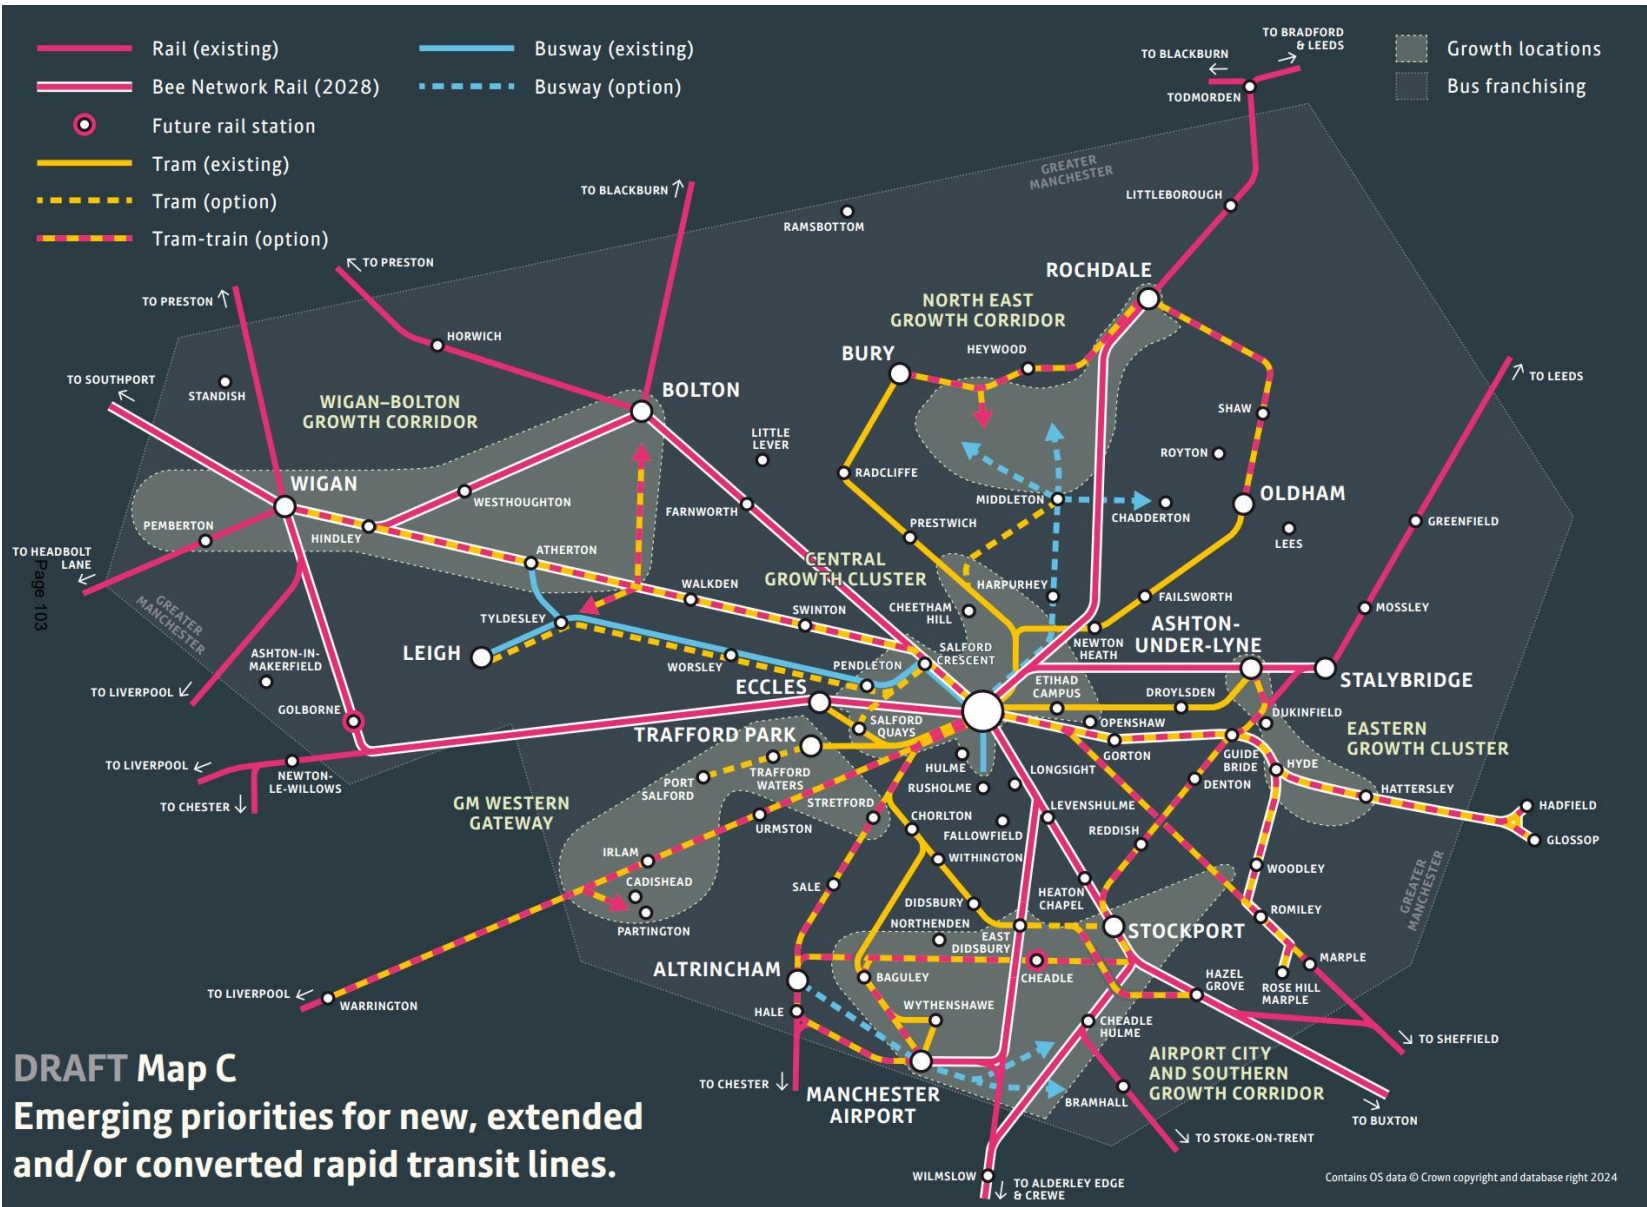 Rail (existing)
Bee Network Rail (2028)
Future rail station
Tram (existing)
Tram (option)
Tram-train (option)
Busway (existing)
Busway (option)
Growth locations
Bus franchising
TO BRADFORD
& LEEDS
TO BLACKBURN
TODMORDEN
GREATER
MANCHESTER
LITTLEBOROUGH
TO BLACKBURN
RAMSBOTTOM
TO PRESTON
TO PRESTON
HORWICH
ROCHDALE
NORTH EAST
GROWTH CORRIDOR
HEYWOOD
BURY
TO SOUTHPORT
STANDISH
WIGAN–BOLTON
GROWTH CORRIDOR
BOLTON
LITTLE
LEVER
SHAW
ROYTON
TO LEEDS
RADCLIFFE
WIGAN
WESTHOUGHTON
FARNWORTH
MIDDLETON
CHADDERTON
OLDHAM
LEES
GREENFIELD
PEMBERTON
HINDLEY
PRESTWICH
ATHERTON
TO HEADBOLT
LANE
Page 103
CENTRAL
GROWTH CLUSTER
WALKDEN
HARPURHEY
FAILSWORTH
MOSSLEY
GREATER
MANCHESTER
TYLDESLEY
SWINTON
CHEETHAM
HILL
NEWTON
HEATH
ASHTON-
UNDER-LYNE
LEIGH
ASHTON-IN-
MAKERFIELD
WORSLEY
PENDLETON
SALFORD
CRESCENT
ETIHAD
CAMPUS
DROYLSDEN
STALYBRIDGE
TO LIVERPOOL
GOLBORNE
ECCLES
SALFORD
QUAYS
OPENSHAW
DUKINFIELD
TRAFFORD PARK
EASTERN
GROWTH CLUSTER
GORTON
GUIDE
BRIDE
HYDE
TO LIVERPOOL
NEWTON-
LE-WILLOWS
TO CHESTER
TRAFFORD
WATERS
PORT
SALFORD
HULME
RUSHOLME
LONGSIGHT
DENTON
HATTERSLEY
HADFIELD
GLOSSOP
GM WESTERN
GATEWAY
STRETFORD
URMSTON
CHORLTON
FALLOWFIELD
LEVENSHULME
REDDISH
IRLAM
CADISHEAD
PARTINGTON
WITHINGTON
SALE
DIDSBURY
HEATON
CHAPEL
WOODLEY
GREATER
MANCHESTER
NORTHENDEN
EAST
DIDSBURY
STOCKPORT
ROMILEY
ALTRINCHAM
BAGULEY
CHEADLE
HAZEL
GROVE
ROSE HILL
MARPLE
MARPLE
TO LIVERPOOL
WARRINGTON
HALE
WYTHENSHAWE
CHEADLE
HULME
TO SHEFFIELD
AIRPORT CITY
AND SOUTHERN
GROWTH CORRIDOR
TO CHESTER
MANCHESTER
AIRPORT
BRAMHALL
TO BUXTON
TO STOKE-ON-TRENT
WILMSLOW
TO ALDERLEY EDGE
& CREWE
DRAFT Map C
Emerging priorities for new, extended
and/or converted rapid transit lines.
Contains OS data © Crown copyright and database right 2024